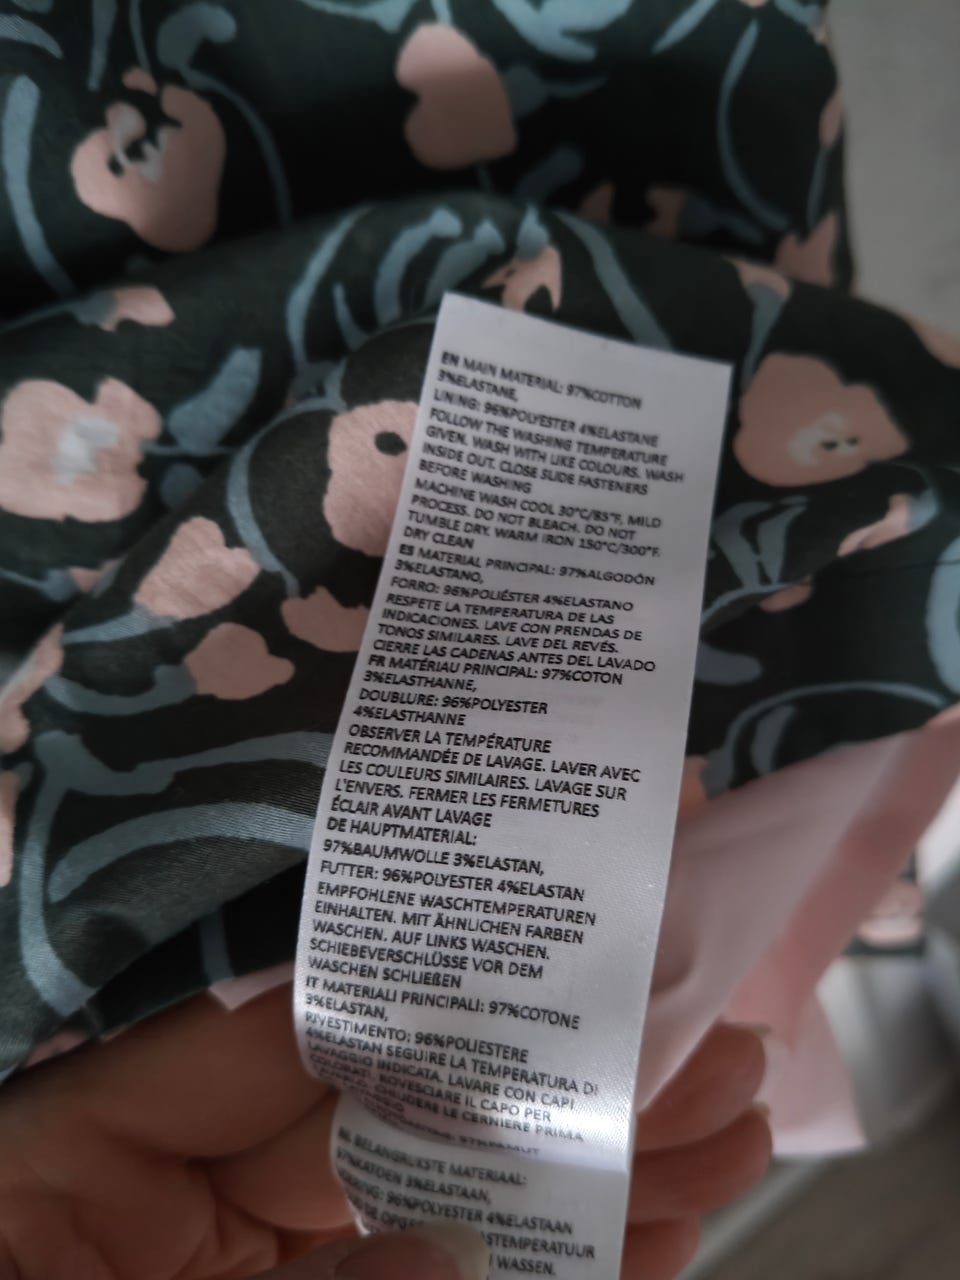 EN MAIN MATERIAL: 97%COTTON
3%ELASTANE,
LINING: 96%POLYESTER 4%ELASTANE
FOLLOW THE WASHING TEMPERATURE
GIVEN. WASH WITH LIKE COLOURS. WASH
INSIDE OUT. CLOSE SLIDE FASTENERS
BEFORE WASHING
MACHINE WASH COOL 30°C/85°F, MILD
PROCESS. DO NOT BLEACH. DO NOT
TUMBLE DRY. WARM IRON 150°C/300°F.
DRY CLEAN
ES MATERIAL PRINCIPAL: 97%ALGODÓN
3%ELASTANO,
FORRO: 96%POLIÉSTER 4%ELASTANO
RESPETE LA TEMPERATURA DE LAS
INDICACIONES. LAVE CON PRENDAS DE
TONOS SIMILARES. LAVE DEL REVÉS.
CIERRE LAS CADENAS ANTES DEL LAVADO
FR MATÉRIAU PRINCIPAL: 97%COTON
3%ELASTHANNE,
DOUBLURE: 96%POLYESTER
4%ELASTHANNE
OBSERVER LA TEMPÉRATURE
RECOMMANDÉE DE LAVAGE. LAVER AVEC
LES COULEURS SIMILAIRES. LAVAGE SUR
L'ENVERS. FERMER LES FERMETURES
ÉCLAIR AVANT LAVAGE
DE HAUPTMATERIAL:
97%BAUMWOLLE 3%ELASTAN,
FUTTER: 96%POLYESTER 4%ELASTAN
EMPFOHLENE WASCHTEMPERATUREN
EINHALTEN. MIT ÄHNLICHEN FARBEN
WASCHEN. AUF LINKS WASCHEN.
SCHIEBEVERSCHLÜSSE VOR DEM
WASCHEN SCHLIEßEN
IT MATERIALI PRINCIPALI: 97%COTONE
3%ELASTAN,
RIVESTIMENTO: 96%POLIESTERE
4%ELASTAN SEGUIRE LA TEMPERATURA DI
LAVAGGIO INDICATA. LAVARE CON CAPI
COLORATI. ROVESCIARE IL CAPO PER
CHIUDERE LE CERNIERE PRIMA
97%PAMUT
BELANGRIJKSTE MATERIAAL:
97%KATOEN 3%ELASTAAN,
96%POLYESTER 4%ELASTAAN
WASSEN.